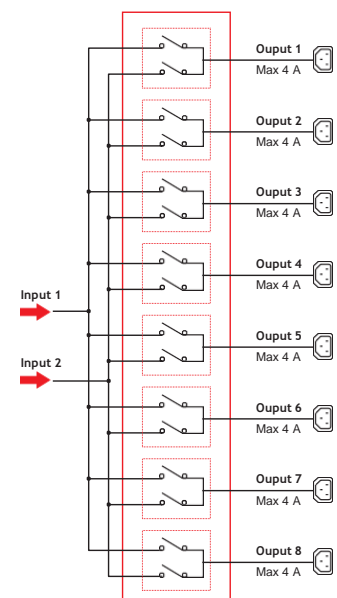 Ouput 1
Max 4 A
Ouput 2
Max 4 A
Ouput 3
Max 4 A
Ouput 4
Max 4 A
Input 1
Ouput 5
Max 4 A
Input 2
Ouput 6
Max 4 A
Ouput 7
Max 4 A
Ouput 8
Max 4 A